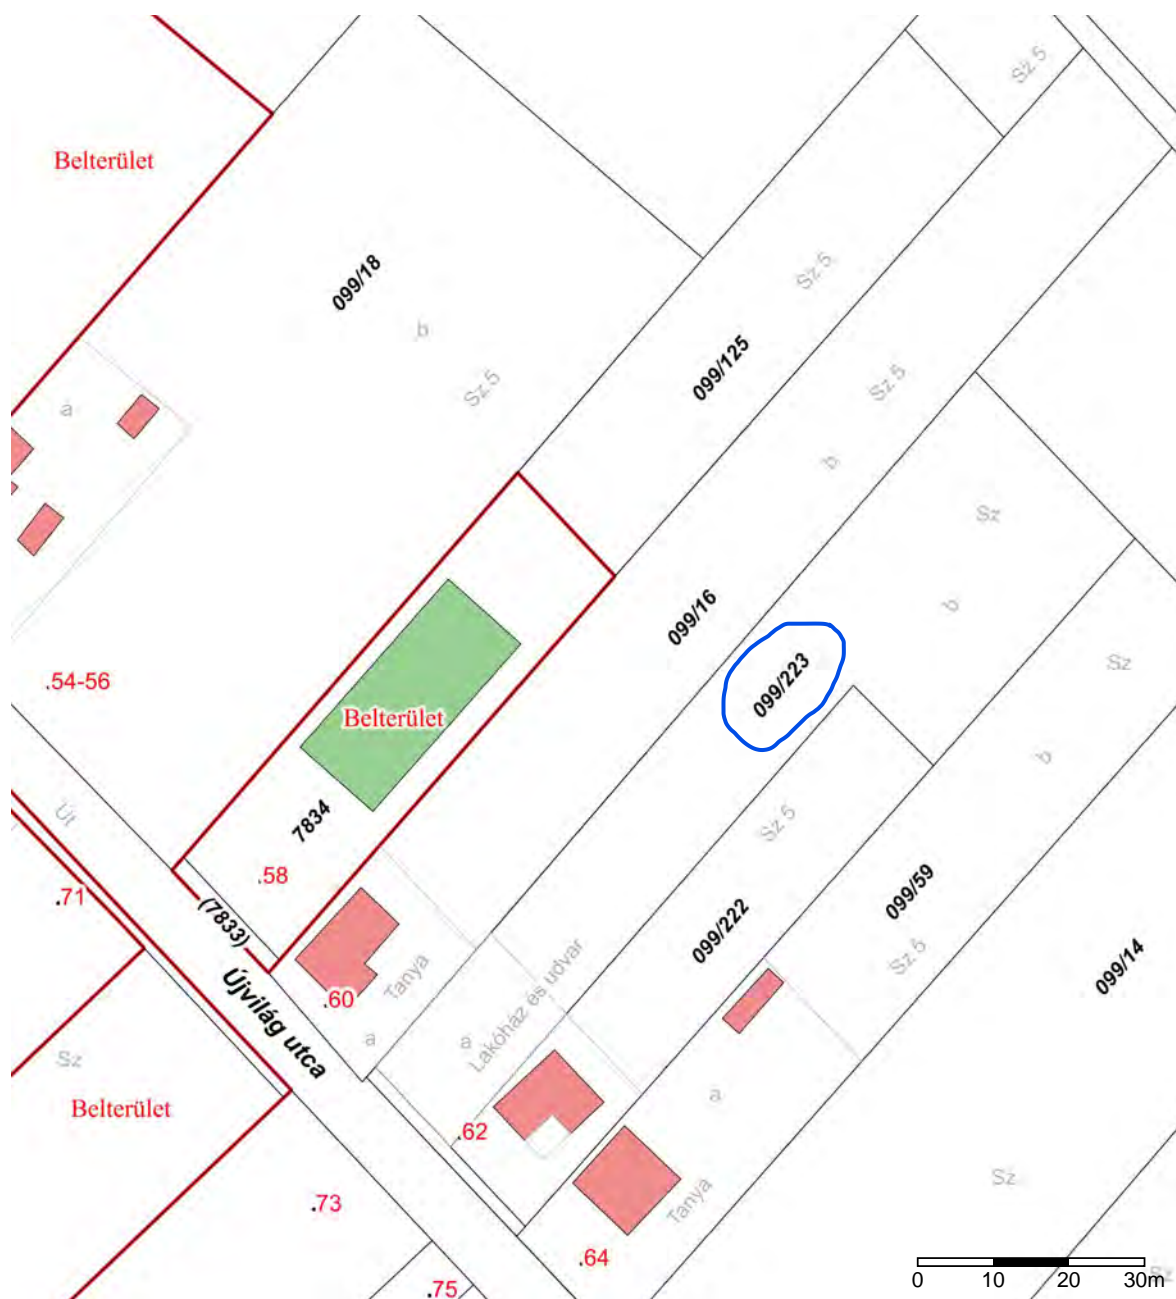 Sz 5
Belterület
099/18
Sz 5
b
099/125
Sz 5
Sz 5
a
b
Sz
099/16
b
099/223
Sz
.54-56
Belterület
b
Út
7834
Sz 5
.58
.71
(7833)
099/59
099/222
Sz 5
099/14
Tanya
.60
Újvilág utca
Lakóház és udvar
a
a
Sz
a
Belterület
.62
Tanya
Sz
.73
.64
.75
Sz
0 10 20 30m